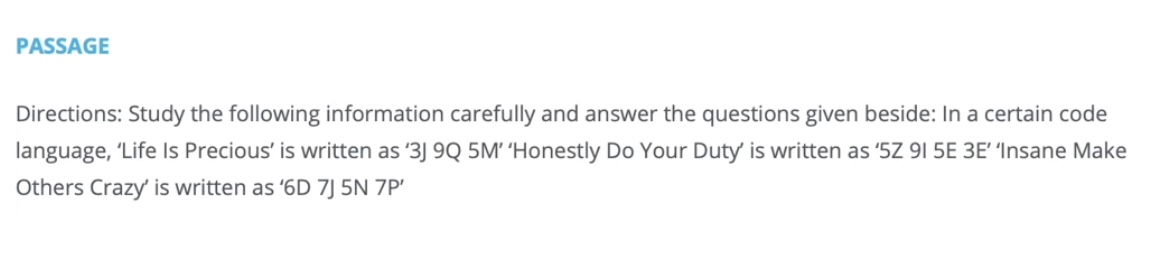 PASSAGE
Directions: Study the following information carefully and answer the questions given beside: In a certain code
language, ‘Life Is Precious’ is written as ‘3J 9Q 5M’ ‘Honestly Do Your Duty’ is written as ‘5Z 9I 5E 3E’ ‘Insane Make
Others Crazy’ is written as ‘6D 7J 5N 7P’